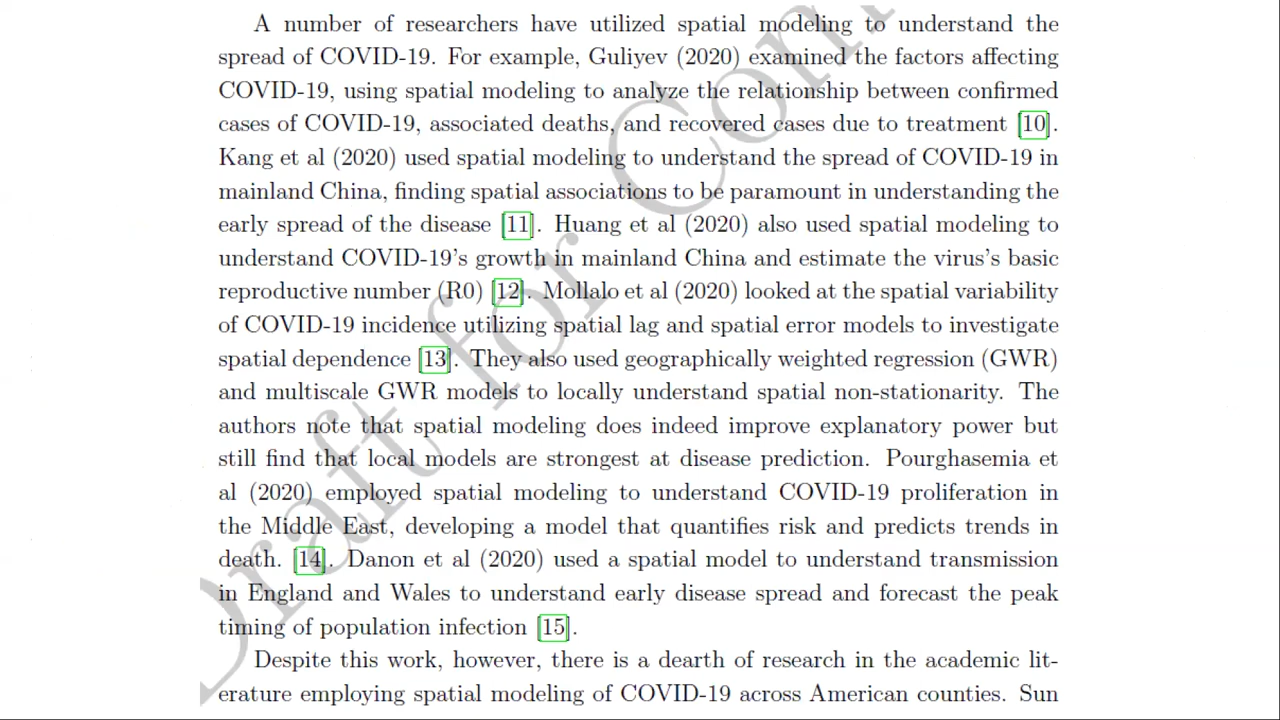 A number of researchers have utilized spatial modeling to understand the
spread of COVID-19. For example, Guliyev (2020) examined the factors affecting
COVID-19, using spatial modeling to analyze the relationship between confirmed
cases of COVID-19, associated deaths, and recovered cases due to treatment [10].
Kang et al (2020) used spatial modeling to understand the spread of COVID-19 in
mainland China, finding spatial associations to be paramount in understanding the
early spread of the disease [11]. Huang et al (2020) also used spatial modeling to
understand COVID-19's growth in mainland China and estimate the virus's basic
reproductive number (R0) [12]. Mollalo et al (2020) looked at the spatial variability
of COVID-19 incidence utilizing spatial lag and spatial error models to investigate
spatial dependence [13]. They also used geographically weighted regression (GWR)
and multiscale GWR models to locally understand spatial non-stationarity. The
authors note that spatial modeling does indeed improve explanatory power but
still find that local models are strongest at disease prediction. Pourghasemia et
al (2020) employed spatial modeling to understand COVID-19 proliferation in
the Middle East, developing a model that quantifies risk and predicts trends in
death. [14]. Danon et al (2020) used a spatial model to understand transmission
in England and Wales to understand early disease spread and forecast the peak
timing of population infection [15].
Despite this work, however, there is a dearth of research in the academic lit-
erature employing spatial modeling of COVID-19 across American counties. Sun
Draft for Com